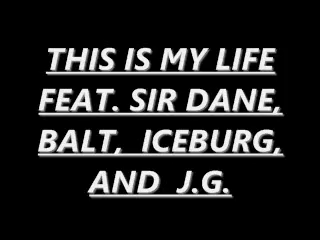 THIS IS MY LIFE
FEAT. SIR DANE,
BALT, ICEBURG,
AND J.G.